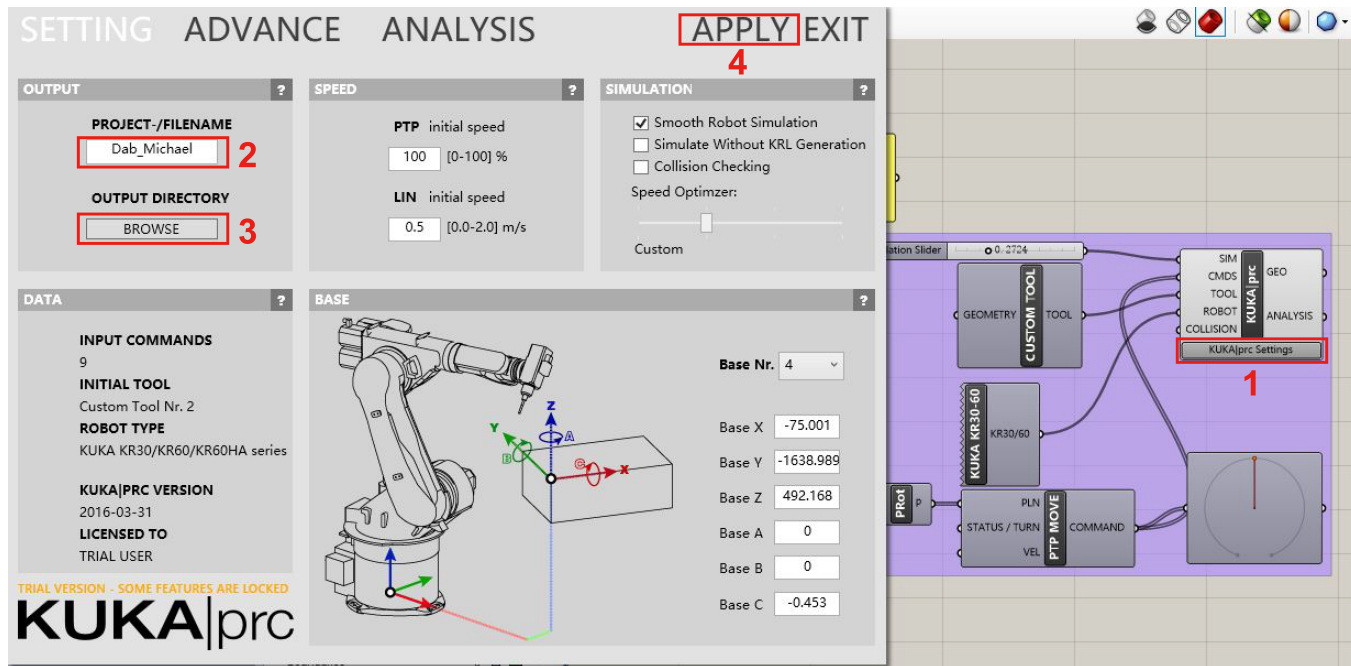 SETTING ADVANCE ANALYSIS APPLY EXIT
4
OUTPUT ?
PROJECT-/FILENAME
Dab_Michael 2
OUTPUT DIRECTORY
BROWSE 3
SPEED ?
PTP initial speed
100 [0-100] %
LIN initial speed
0.5 [0.0-2.0] m/s
SIMULATION ?
Smooth Robot Simulation
Simulate Without KRL Generation
Collision Checking
Speed Optimzer:
Custom
DATA ?
INPUT COMMANDS
9
INITIAL TOOL
Custom Tool Nr. 2
ROBOT TYPE
KUKA KR30/KR60/KR60HA series
KUKA|PRC VERSION
2016-03-31
LICENSED TO
TRIAL USER
TRIAL VERSION - SOME FEATURES ARE LOCKED
KUKA|prc
BASE ?
Z
A
Y
B
C
X
Base Nr. 4
Base X -75.001
Base Y -1638.989
Base Z 492.168
Base A 0
Base B 0
Base C -0.453
lation Slider 0.2724
GEOMETRY CUSTOM TOOL TOOL
SIM
CMDS
TOOL
ROBOT
COLLISION
KUKA|prc
GEO
ANALYSIS
KUKA|prc Settings
1
KUKA KR30-60 KR30/60
PRot P
PLN
STATUS / TURN
VEL
PTP MOVE
COMMAND